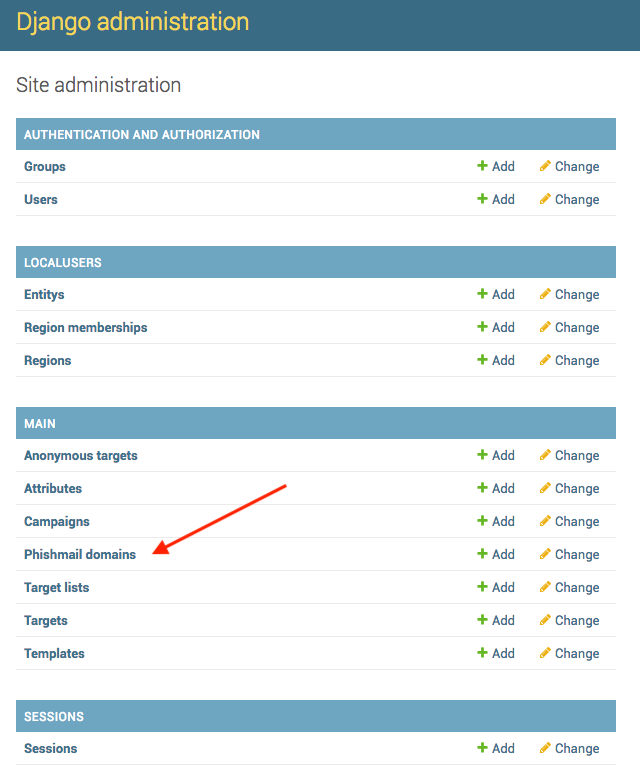 Django administration
Site administration
AUTHENTICATION AND AUTHORIZATION
Groups Add Change
Users Add Change
LOCALUSERS
Entitys Add Change
Region memberships Add Change
Regions Add Change
MAIN
Anonymous targets Add Change
Attributes Add Change
Campaigns Add Change
Phishmail domains Add Change
Target lists Add Change
Targets Add Change
Templates Add Change
SESSIONS
Sessions Add Change